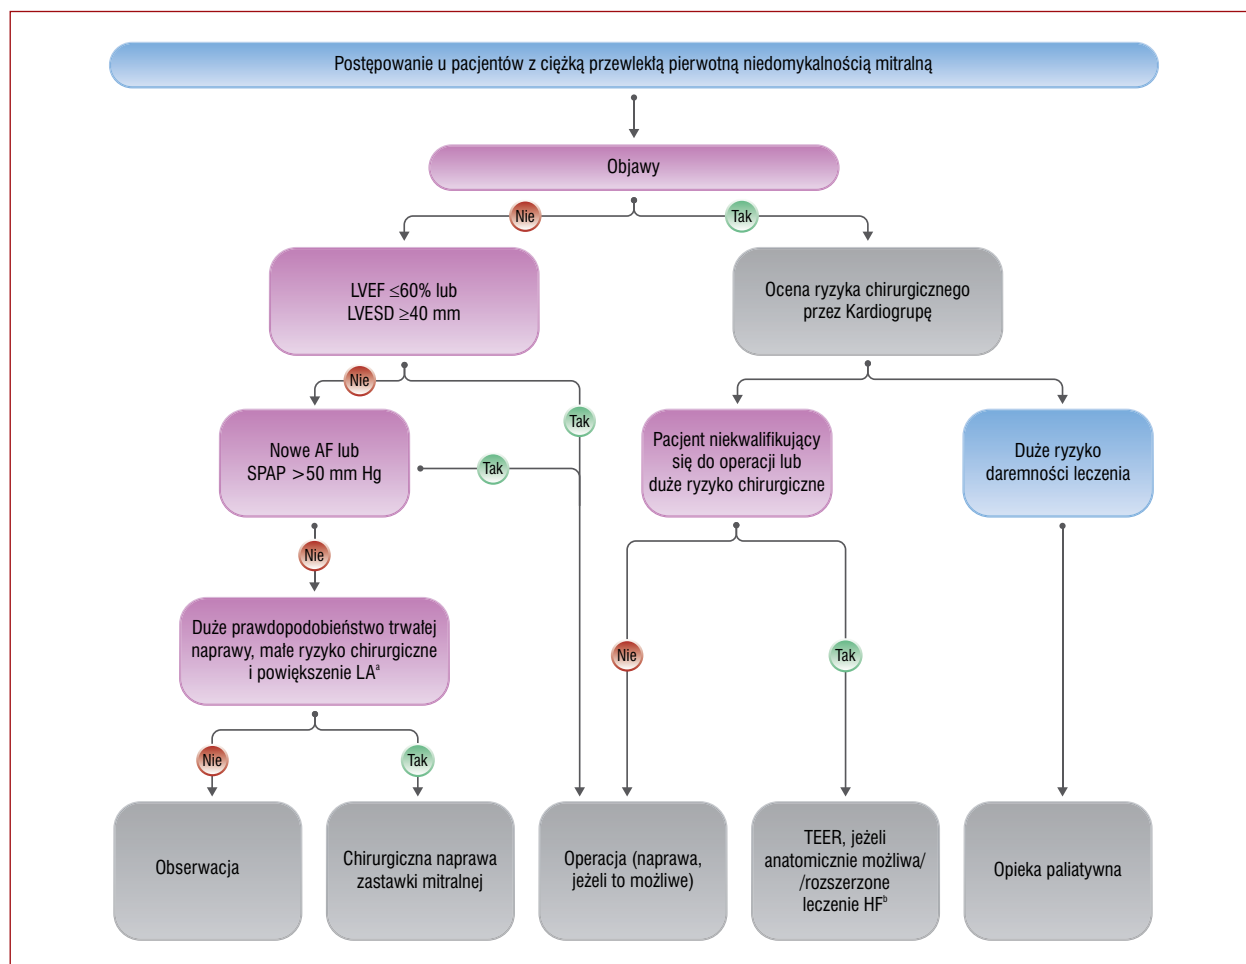 Postępowanie u pacjentów z ciężką przewlekłą pierwotną niedomykalnością mitralną
Objawy
Nie
Tak
LVEF ≤60% lub
LVESD ≥40 mm
Ocena ryzyka chirurgicznego
przez Kardiogrupę
Nie
Tak
Nowe AF lub
SPAP >50 mm Hg
Tak
Pacjent niekwalifikujący
się do operacji lub
duże ryzyko chirurgiczne
Duże ryzyko
daremności leczenia
Nie
Duże prawdopodobieństwo trwałej
naprawy, małe ryzyko chirurgiczne
i powiększenie LAᵃ
Nie
Tak
Nie
Tak
Obserwacja
Chirurgiczna naprawa
zastawki mitralnej
Operacja (naprawa,
jeżeli to możliwe)
TEER, jeżeli
anatomicznie możliwa/
/rozszerzone
leczenie HFᵇ
Opieka paliatywna